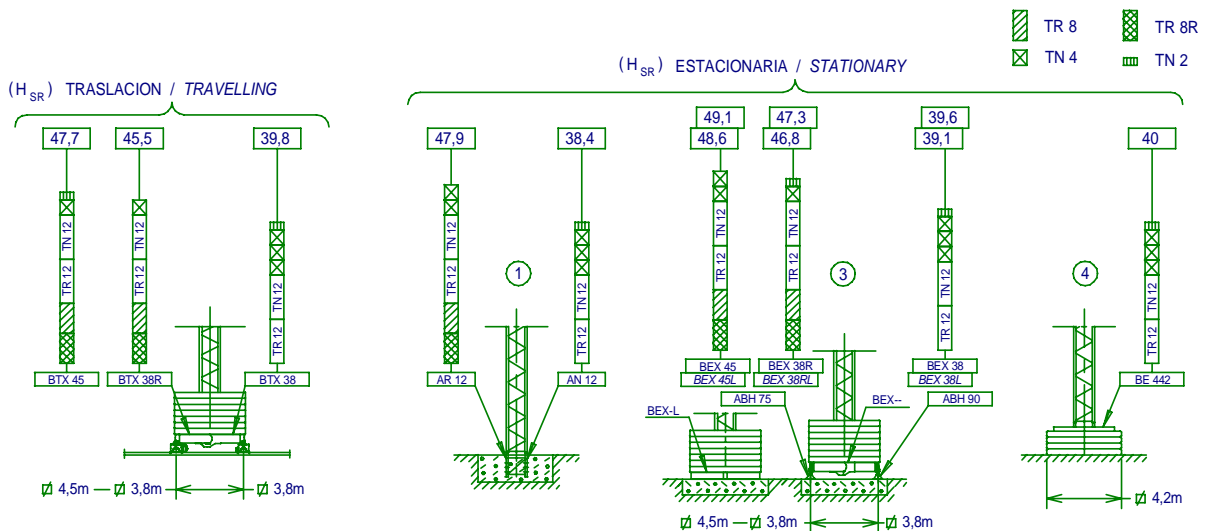 TR 8
TR 8R
TN 4
TN 2
(H SR) TRASLACION / TRAVELLING
(H SR) ESTACIONARIA / STATIONARY
47,7
45,5
39,8
47,9
38,4
49,1
48,6
47,3
46,8
39,6
39,1
40
TN 12
TR 12
TN 12
TR 12
TN 12
TR 12
TN 12
TR 12
TN 12
TR 12
TN 12
TR 12
TN 12
TR 12
TN 12
TR 12
TN 12
TR 12
1
3
4
BTX 45
BTX 38R
BTX 38
AR 12
AN 12
BEX 45
BEX 45L
BEX 38R
BEX 38RL
BEX 38
BEX 38L
BE 442
ABH 75
BEX--
ABH 90
BEX-L
4,5m — 3,8m
3,8m
4,5m — 3,8m
3,8m
4,2m